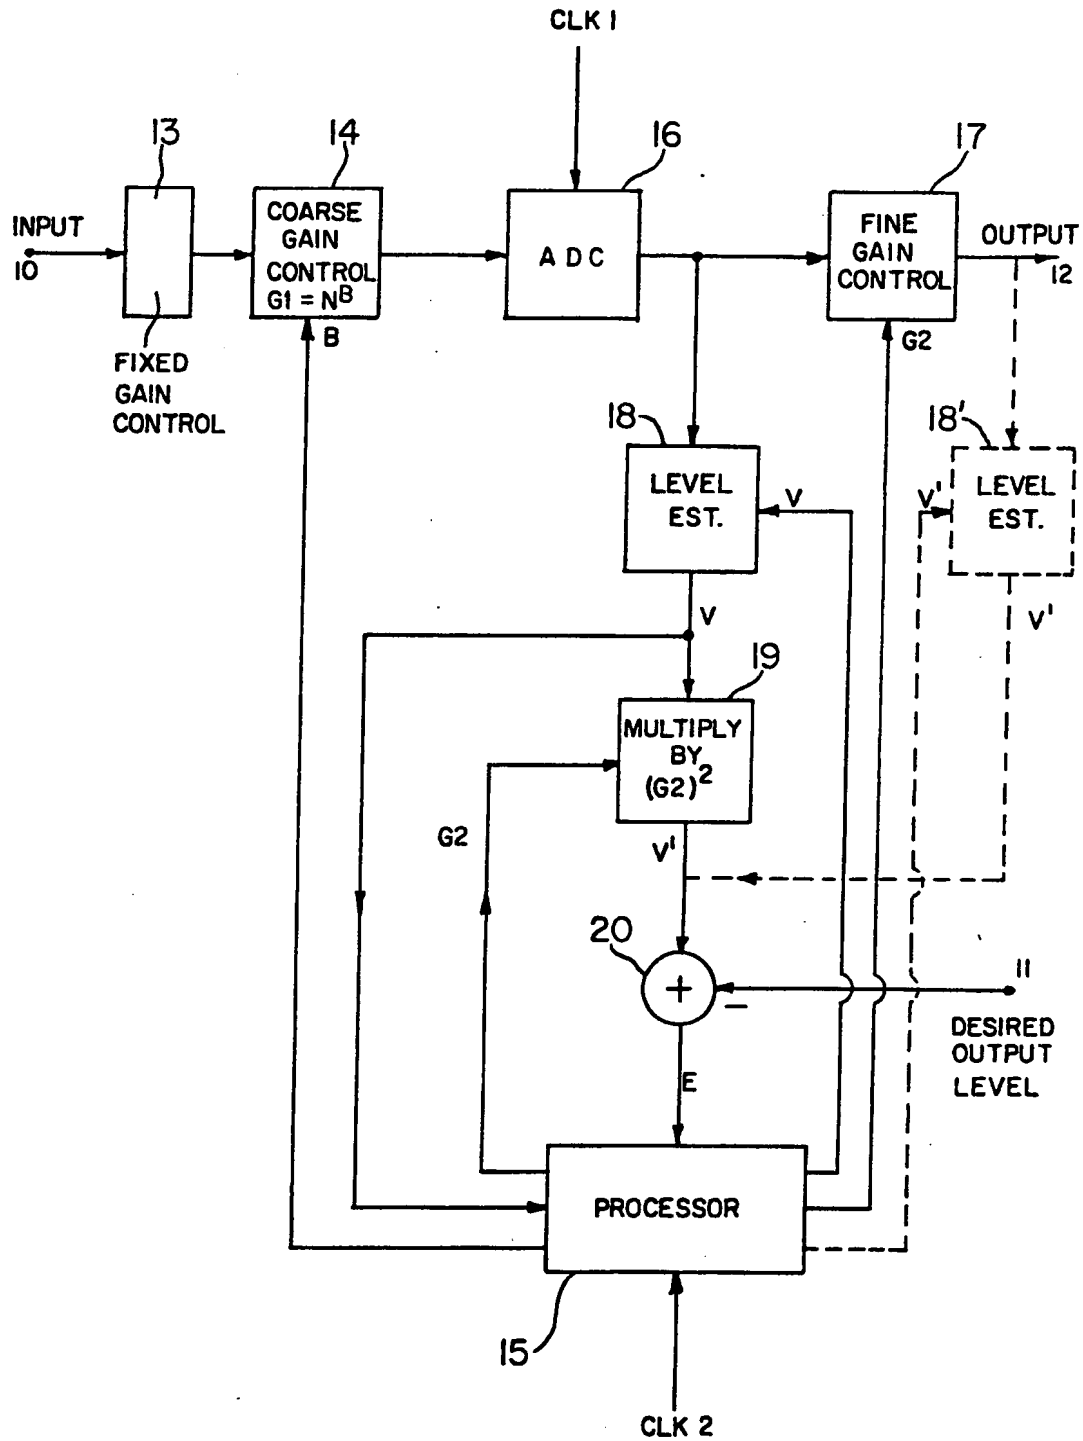 CLK 1
13
14
16
17
INPUT
10
COARSE
GAIN
CONTROL
G1 = N^B
ADC
FINE
GAIN
CONTROL
OUTPUT
12
B
G2
FIXED
GAIN
CONTROL
18
LEVEL
EST.
V
18'
V'
LEVEL
EST.
V
V'
19
MULTIPLY
BY
(G2)²
G2
V'
20
+
−
11
DESIRED
OUTPUT
LEVEL
E
PROCESSOR
15
CLK 2